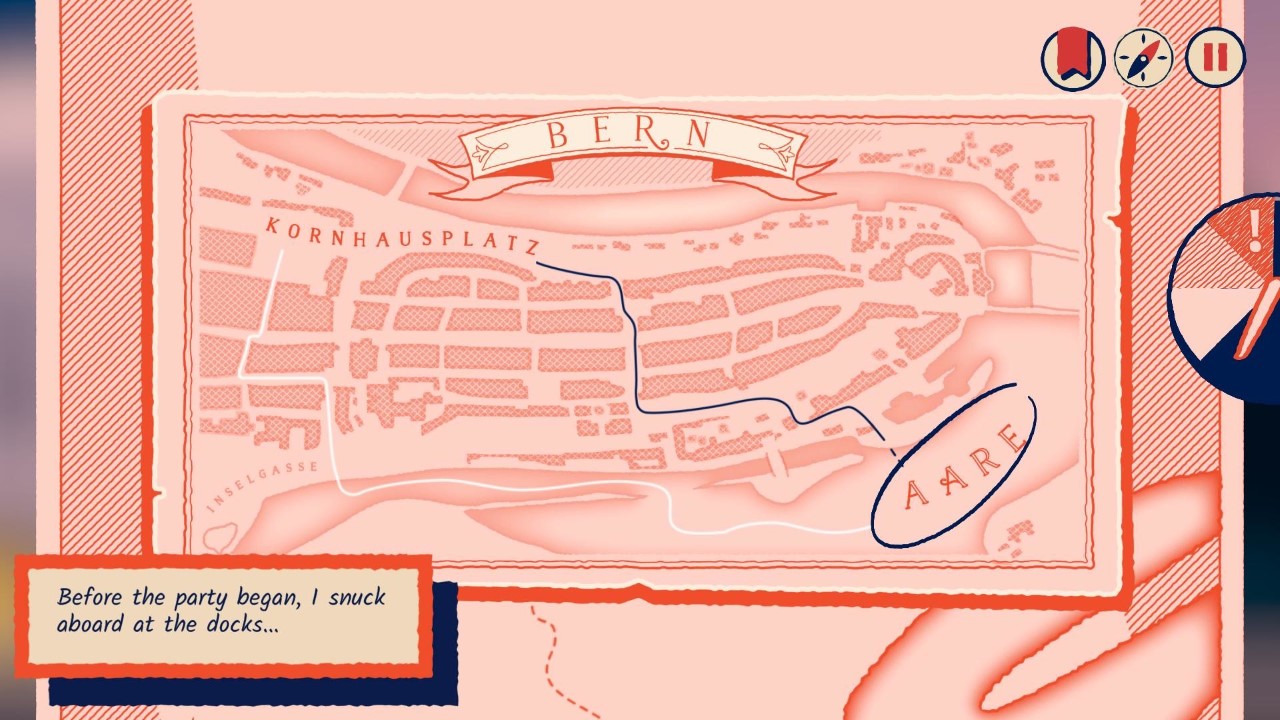 BERN
KORNHAUSPLATZ
!
INSELGASSE
AARE
Before the party began, I snuck
aboard at the docks...